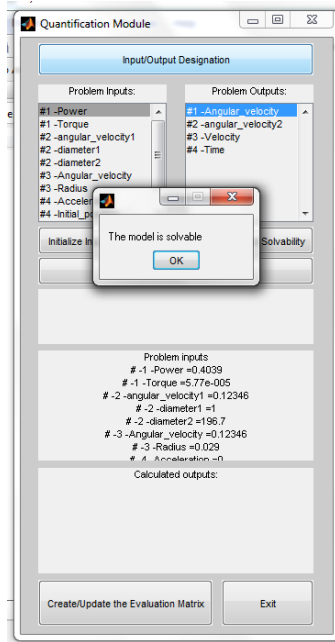 Quantification Module
Input/Output Designation
Problem Inputs:
Problem Outputs:
#1 -Power
#1 -Torque
#2 -angular_velocity1
#2 -diameter1
#2 -diameter2
#3 -Angular_velocity
#3 -Radius
#4 -Acceler
#4 -Initial_po
#1 -Angular_velocity
#2 -angular_velocity2
#3 -Velocity
#4 -Time
The model is solvable
OK
Initialize In
Solvability
Problem inputs
# -1 -Power =0.4039
# -1 -Torque =5.77e-005
# -2 -angular_velocity1 =0.12346
# -2 -diameter1 =1
# -2 -diameter2 =196.7
# -3 -Angular_velocity =0.12346
# -3 -Radius =0.029
# -4 -Acceleration =0
Calculated outputs:
Create/Update the Evaluation Matrix
Exit